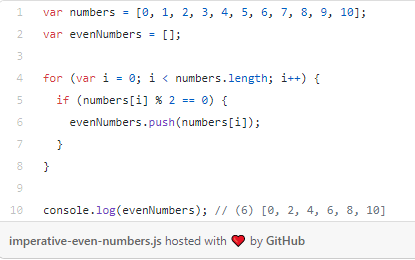 1 var numbers = [0, 1, 2, 3, 4, 5, 6, 7, 8, 9, 10];
2 var evenNumbers = [];
3
4 for (var i = 0; i < numbers.length; i++) {
5   if (numbers[i] % 2 == 0) {
6     evenNumbers.push(numbers[i]);
7   }
8 }
9
10 console.log(evenNumbers); // (6) [0, 2, 4, 6, 8, 10]
imperative-even-numbers.js hosted with ❤ by GitHub